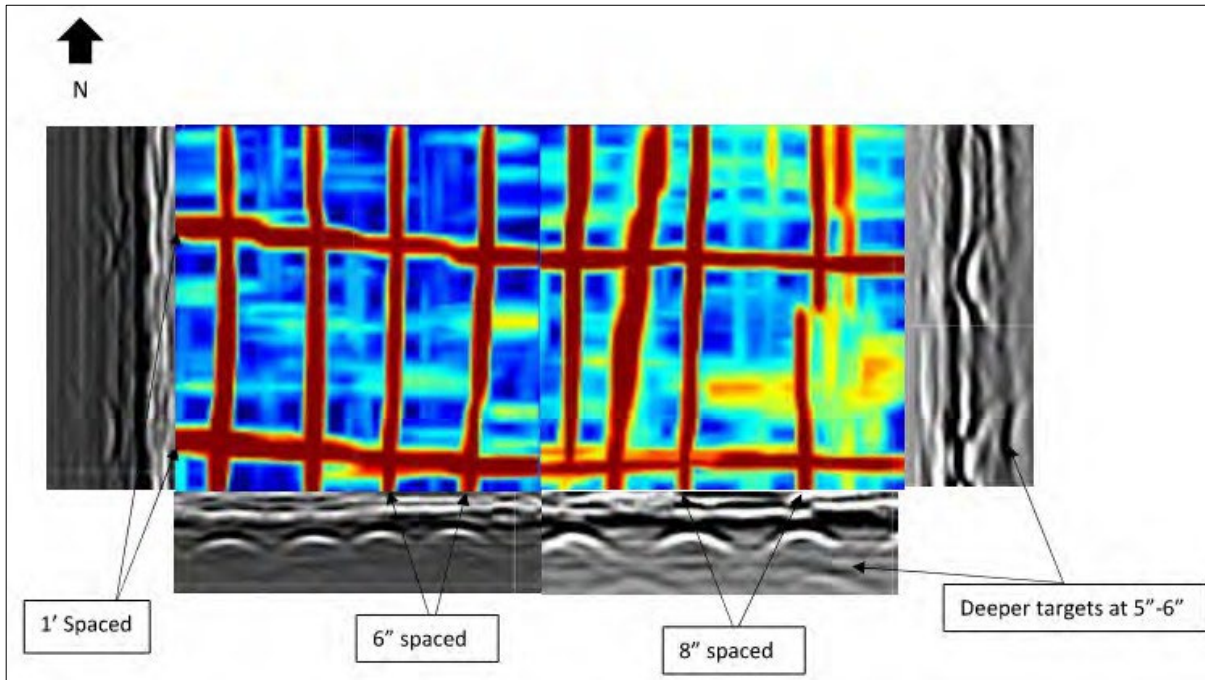 N
1’ Spaced
6” spaced
8” spaced
Deeper targets at 5”-6”